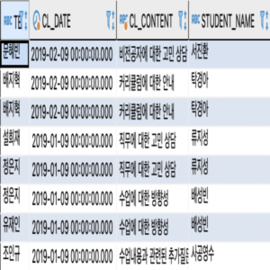 TE CL_DATE CL_CONTENT STUDENT_NAME
윤혜민 2019-02-09 00:00:00.000 비전공자에 대한 고민 상담 서진환
배지혁 2019-02-09 00:00:00.000 커리큘럼에 대한 안내 탁경아
배지혁 2019-02-09 00:00:00.000 커리큘럼에 대한 안내 탁경아
설희재 2019-01-09 00:00:00.000 직무에 대한 고민 상담 류지성
정은지 2019-01-09 00:00:00.000 직무에 대한 고민 상담 류지성
정은지 2019-01-09 00:00:00.000 수업에 대한 방향성 배성빈
유재인 2019-01-09 00:00:00.000 수업에 대한 방향성 배성빈
조인규 2019-01-09 00:00:00.000 수업내용과 관련된 추가질문 사공영수